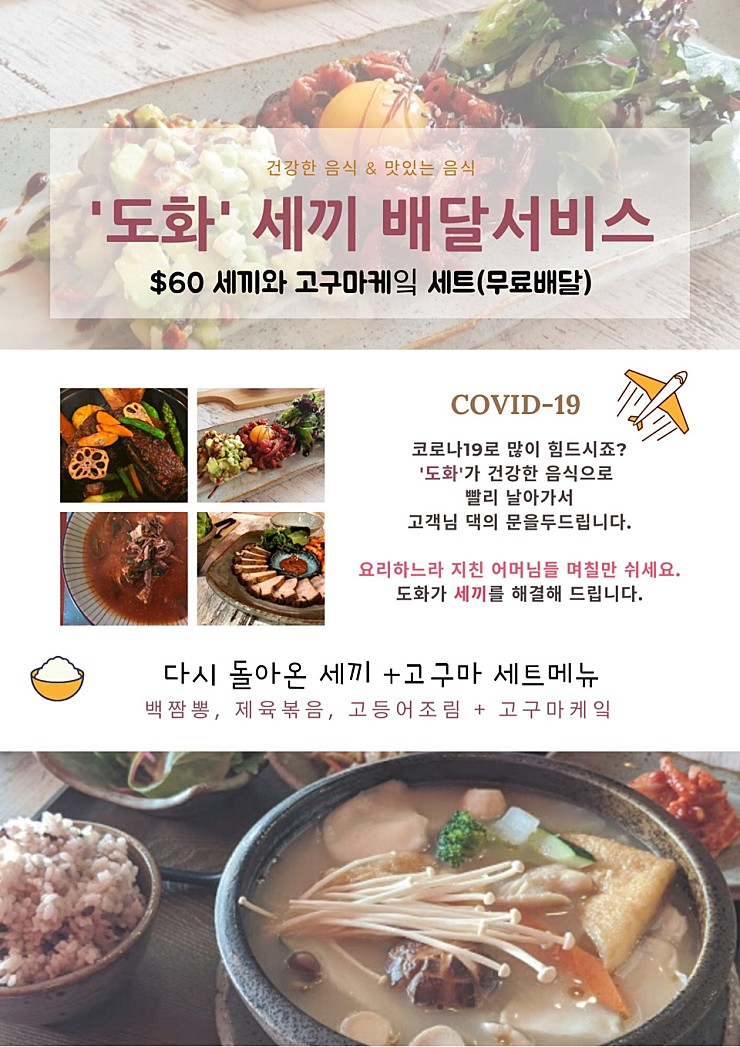 건강한 음식 & 맛있는 음식
'도화' 세끼 배달서비스
$60 세끼와 고구마케잌 세트(무료배달)
COVID-19
코로나19로 많이 힘드시죠?
'도화'가 건강한 음식으로
빨리 날아가서
고객님 댁의 문을두드립니다.
요리하느라 지친 어머님들 며칠만 쉬세요.
도화가 세끼를 해결해 드립니다.
다시 돌아온 세끼 +고구마 세트메뉴
백짬뽕, 제육볶음, 고등어조림 + 고구마케잌